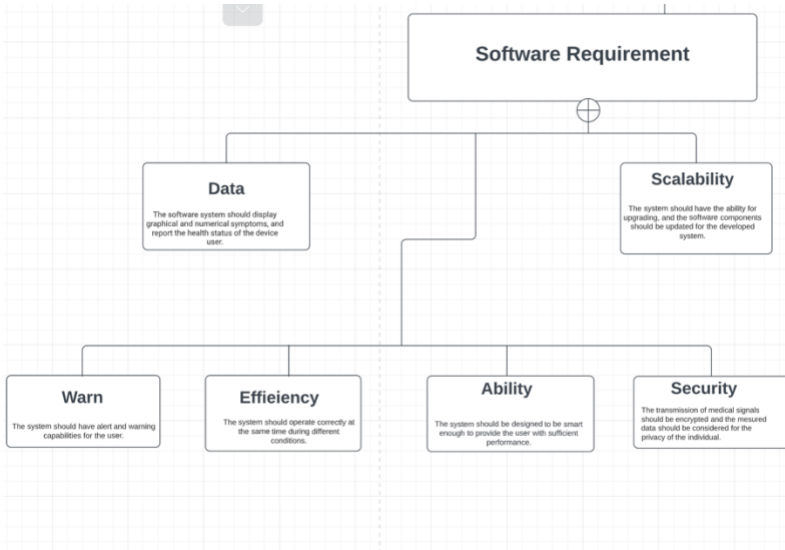 Software Requirement
Data
The software system should display
graphical and numerical symptoms, and
report the health status of the device
user.
Scalability
The system should have the ability for
upgrading, and the software components
should be updated for the developed
system.
Warn
The system should have alert and warning
capabilities for the user.
Effieiency
The system should operate correctly at
the same time during different
conditions.
Ability
The system should be designed to be smart
enough to provide the user with sufficient
performance.
Security
The transmission of medical signals
should be encrypted and the mesured
data should be considered for the
privacy of the individual.